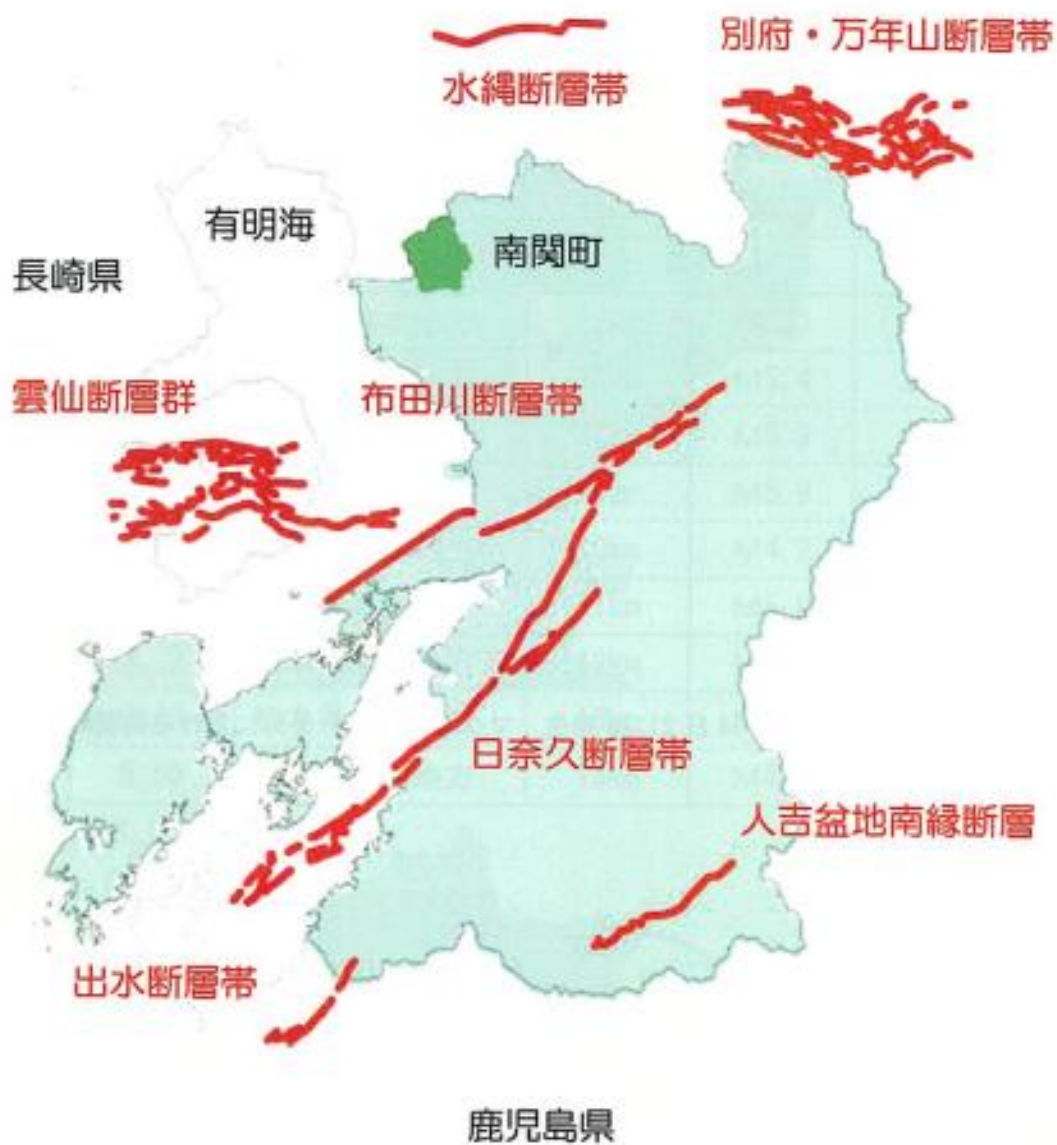 別府・万年山断層帯
水縄断層帯
有明海
南関町
長崎県
雲仙断層群
布田川断層帯
日奈久断層帯
人吉盆地南縁断層
出水断層帯
鹿児島県